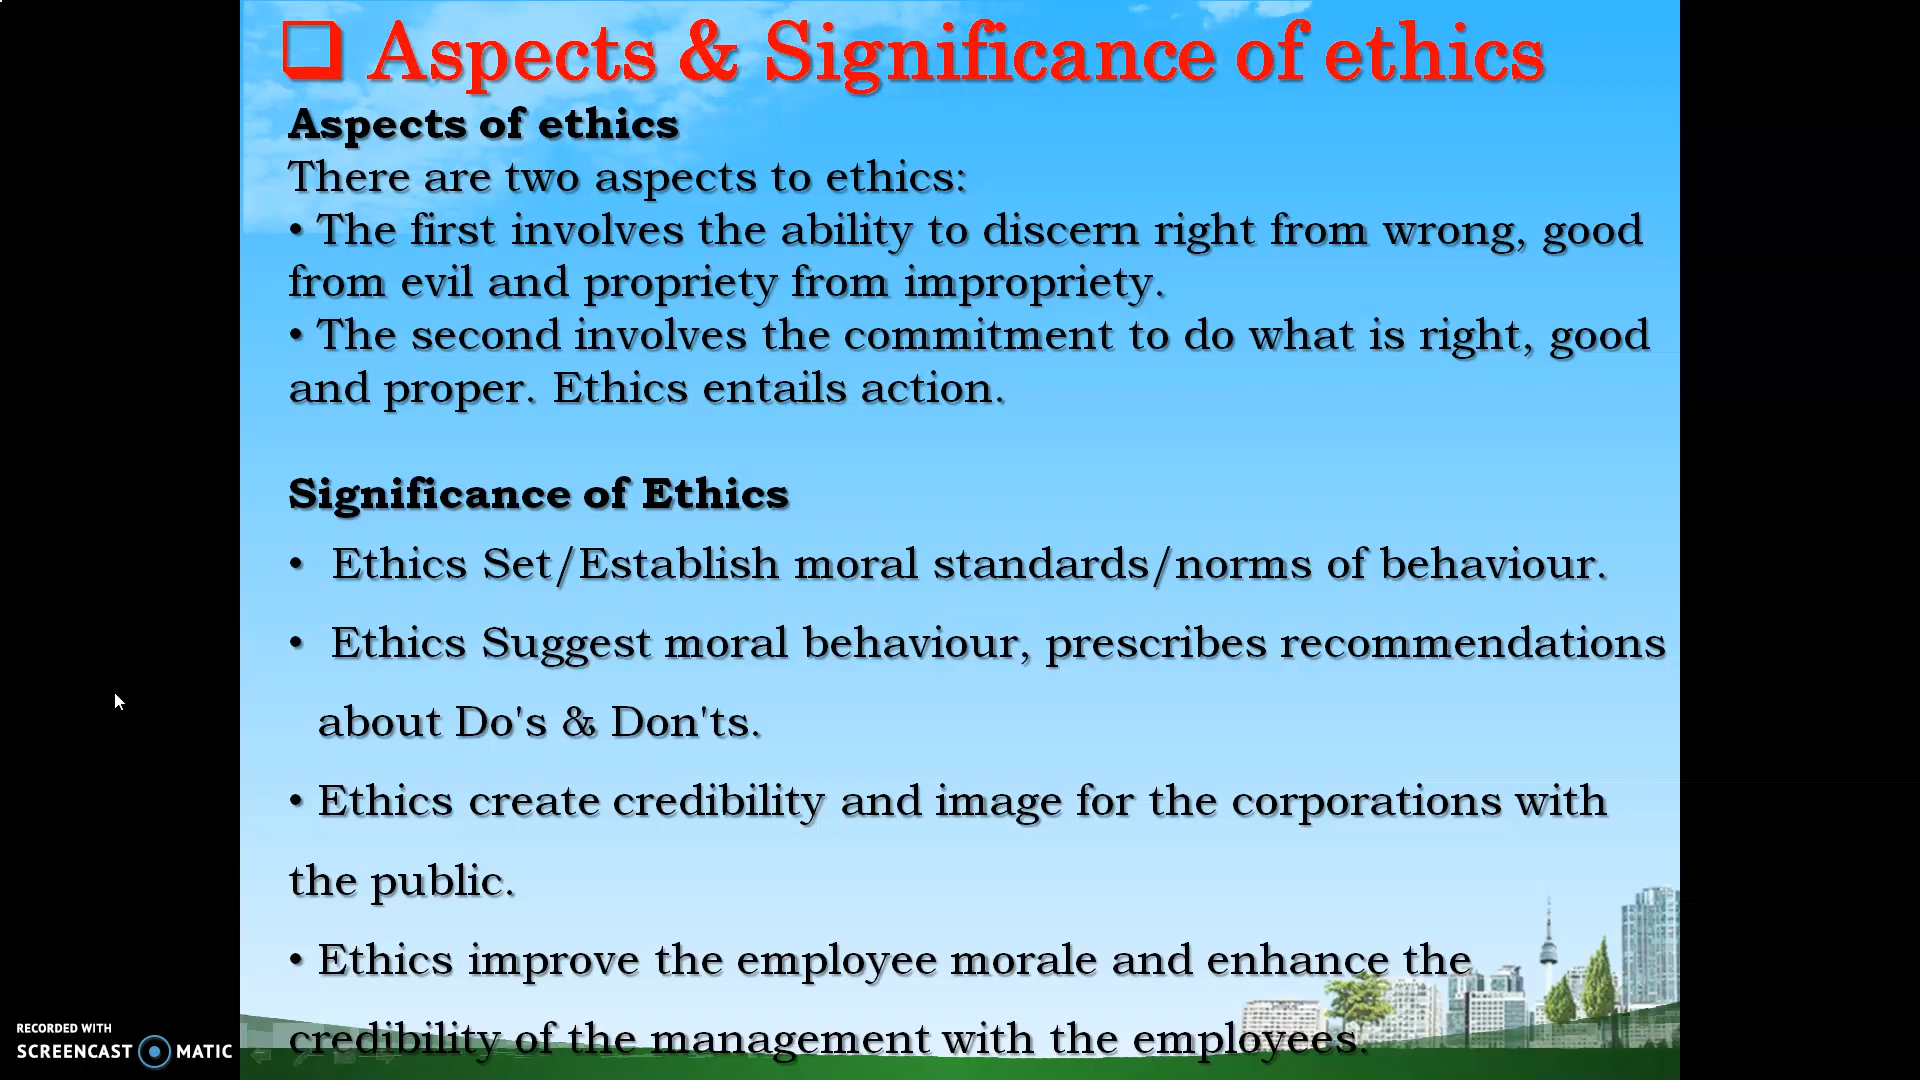 ❑ Aspects & Significance of ethics
Aspects of ethics
There are two aspects to ethics:
• The first involves the ability to discern right from wrong, good
from evil and propriety from impropriety.
• The second involves the commitment to do what is right, good
and proper. Ethics entails action.
Significance of Ethics
• Ethics Set/Establish moral standards/norms of behaviour.
• Ethics Suggest moral behaviour, prescribes recommendations
about Do's & Don'ts.
• Ethics create credibility and image for the corporations with
the public.
• Ethics improve the employee morale and enhance the
credibility of the management with the employees.
RECORDED WITH
SCREENCAST MATIC